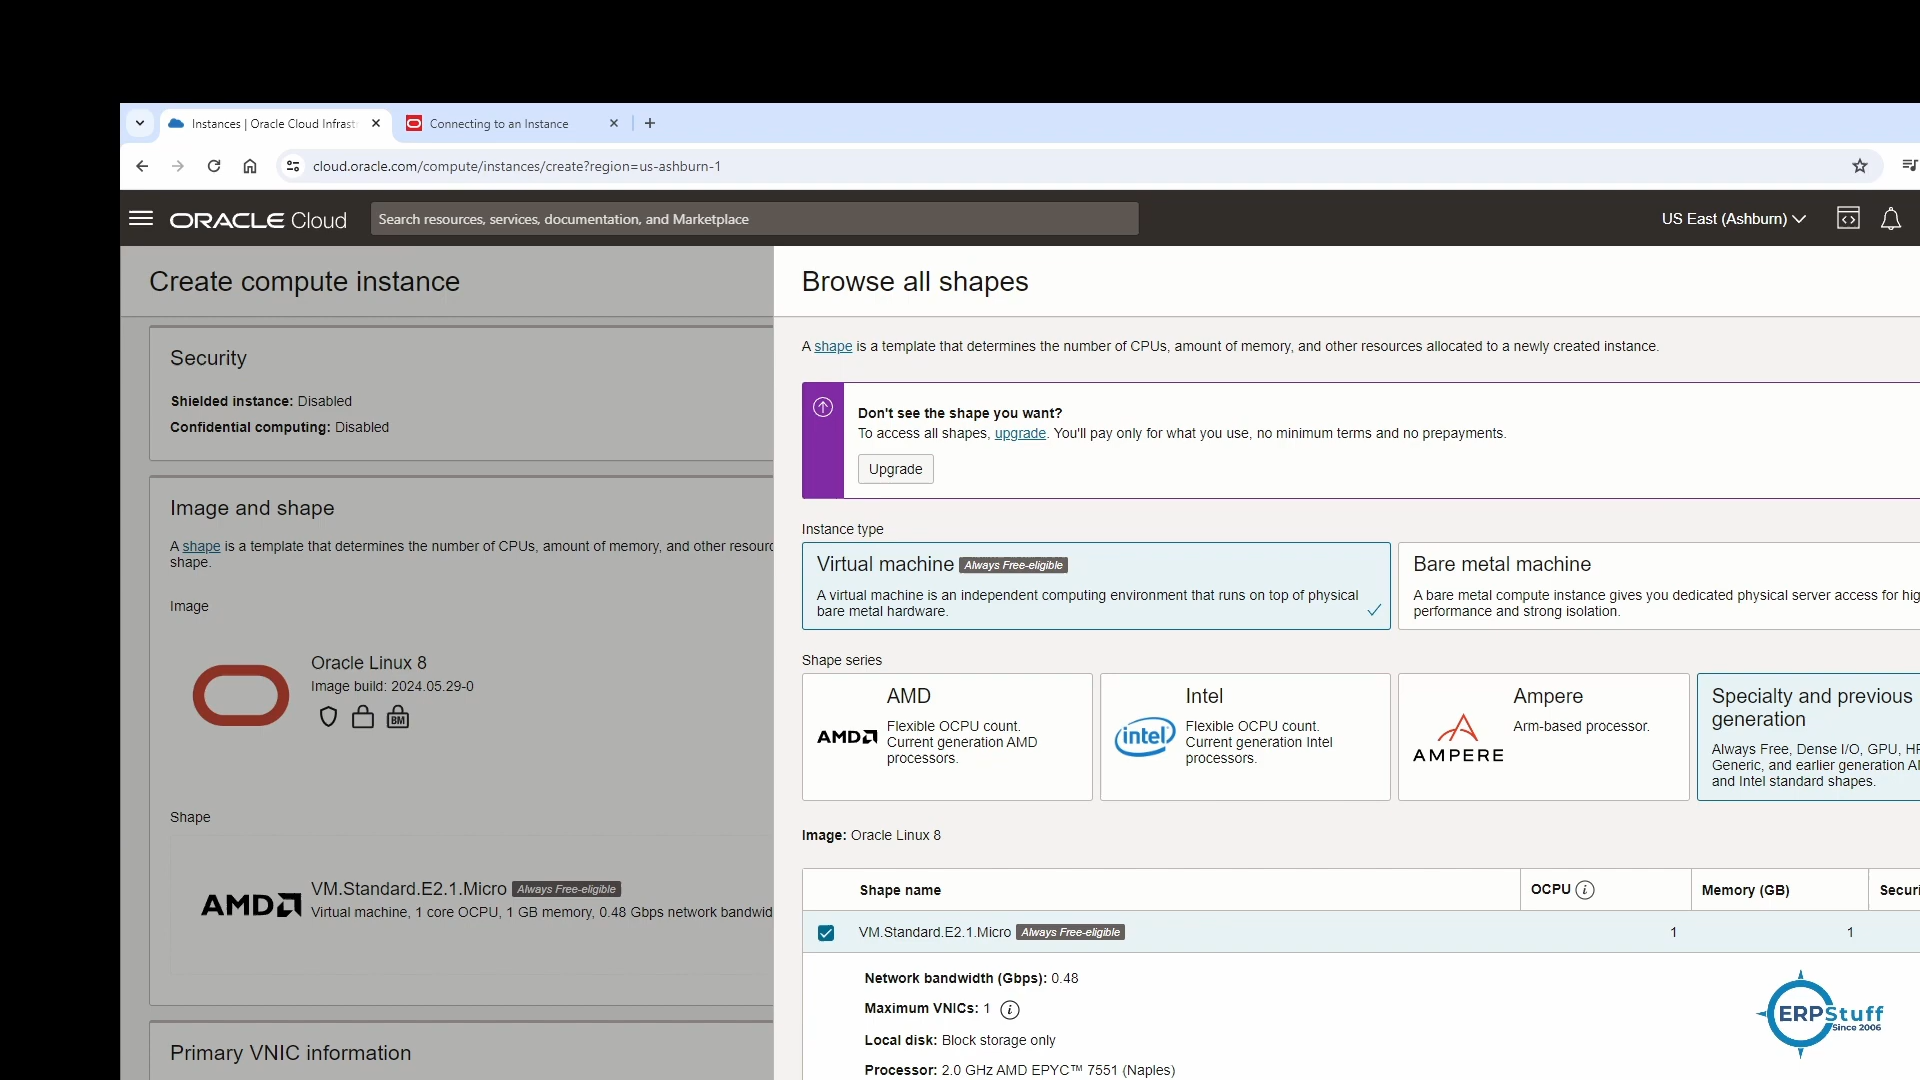 Instances | Oracle Cloud Infrast
Connecting to an Instance
cloud.oracle.com/compute/instances/create?region=us-ashburn-1
ORACLE Cloud
Search resources, services, documentation, and Marketplace
US East (Ashburn)
Create compute instance
Security
Shielded instance: Disabled
Confidential computing: Disabled
Image and shape
A shape is a template that determines the number of CPUs, amount of memory, and other resourc
shape.
Image
Oracle Linux 8
Image build: 2024.05.29-0
BM
Shape
AMD
VM.Standard.E2.1.Micro Always Free-eligible
Virtual machine, 1 core OCPU, 1 GB memory, 0.48 Gbps network bandwid
Primary VNIC information
Browse all shapes
A shape is a template that determines the number of CPUs, amount of memory, and other resources allocated to a newly created instance.
Don't see the shape you want?
To access all shapes, upgrade. You'll pay only for what you use, no minimum terms and no prepayments.
Upgrade
Instance type
Virtual machine Always Free-eligible
A virtual machine is an independent computing environment that runs on top of physical
bare metal hardware.
Bare metal machine
A bare metal compute instance gives you dedicated physical server access for hig
performance and strong isolation.
Shape series
AMD
AMD
Flexible OCPU count.
Current generation AMD
processors.
Intel
intel
Flexible OCPU count.
Current generation Intel
processors.
Ampere
AMPERE
Arm-based processor.
Specialty and previous
generation
Always Free, Dense I/O, GPU, HP
Generic, and earlier generation AM
and Intel standard shapes.
Image: Oracle Linux 8
Shape name
OCPU
Memory (GB)
Securi
VM.Standard.E2.1.Micro Always Free-eligible
1
1
Network bandwidth (Gbps): 0.48
Maximum VNICs: 1
Local disk: Block storage only
Processor: 2.0 GHz AMD EPYC™ 7551 (Naples)
ERPStuff
Since 2006